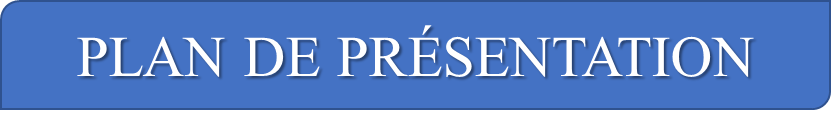 PLAN DE PRÉSENTATION